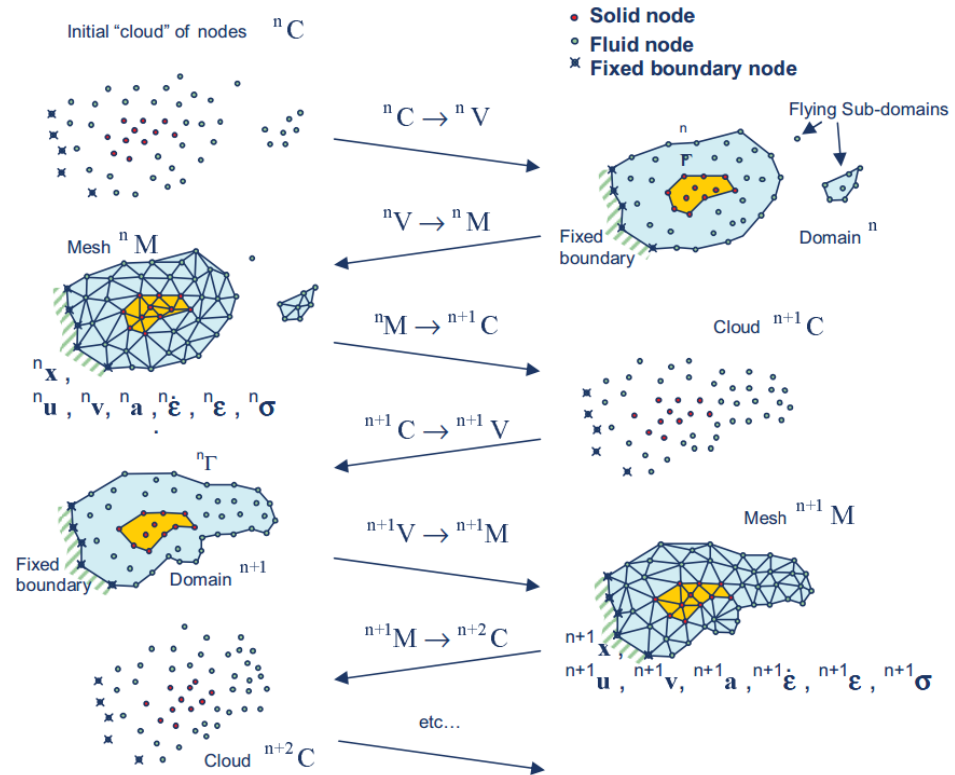 Initial “cloud” of nodes ⁿC
Solid node
Fluid node
Fixed boundary node
ⁿC → ⁿV
Flying Sub-domains
n
Γ
Fixed
boundary
Domain n
ⁿV → ⁿM
Mesh ⁿM
ⁿx ,
ⁿu , ⁿv, ⁿa , ⁿε̇ , ⁿε , ⁿσ
.
ⁿM → ⁿ⁺¹C
Cloud ⁿ⁺¹C
ⁿ⁺¹C → ⁿ⁺¹V
ⁿΓ
Fixed
boundary
Domain n+1
ⁿ⁺¹V → ⁿ⁺¹M
Mesh ⁿ⁺¹M
ⁿ⁺¹x ,
ⁿ⁺¹u , ⁿ⁺¹v, ⁿ⁺¹a , ⁿ⁺¹ε̇ , ⁿ⁺¹ε , ⁿ⁺¹σ
ⁿ⁺¹M → ⁿ⁺²C
Cloud ⁿ⁺²C
etc…